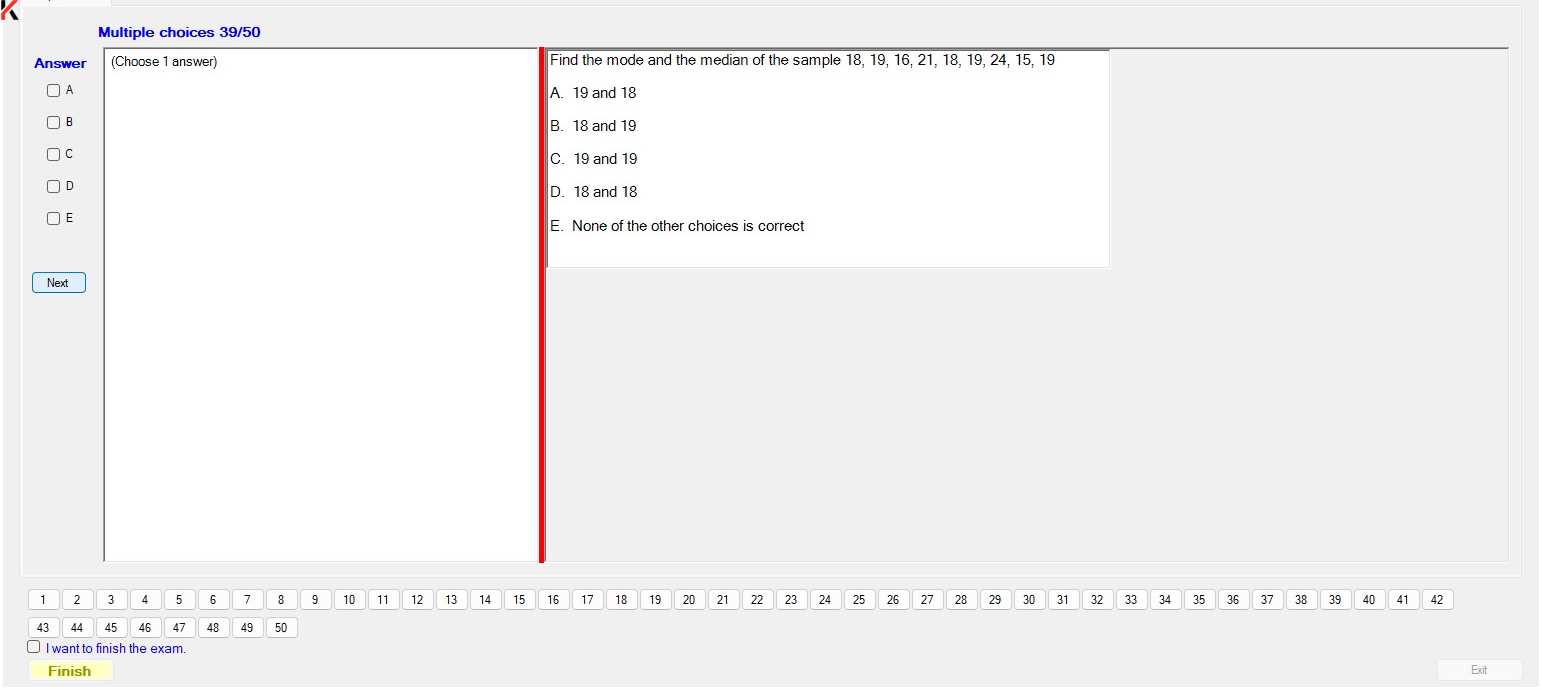 Multiple choices 39/50
Answer
(Choose 1 answer)
A
B
C
D
E
Next
Find the mode and the median of the sample 18, 19, 16, 21, 18, 19, 24, 15, 19
A. 19 and 18
B. 18 and 19
C. 19 and 19
D. 18 and 18
E. None of the other choices is correct
1 2 3 4 5 6 7 8 9 10 11 12 13 14 15 16 17 18 19 20 21 22 23 24 25 26 27 28 29 30 31 32 33 34 35 36 37 38 39 40 41 42
43 44 45 46 47 48 49 50
I want to finish the exam.
Finish
Exit